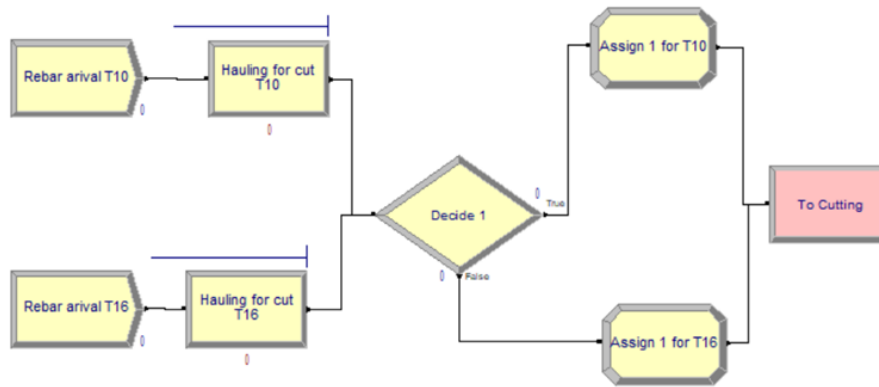 Rebar arival T10
0
Hauling for cut
T10
0
Assign 1 for T10
Decide 1
0
True
0
False
To Cutting
Rebar arival T16
0
Hauling for cut
T16
0
Assign 1 for T16